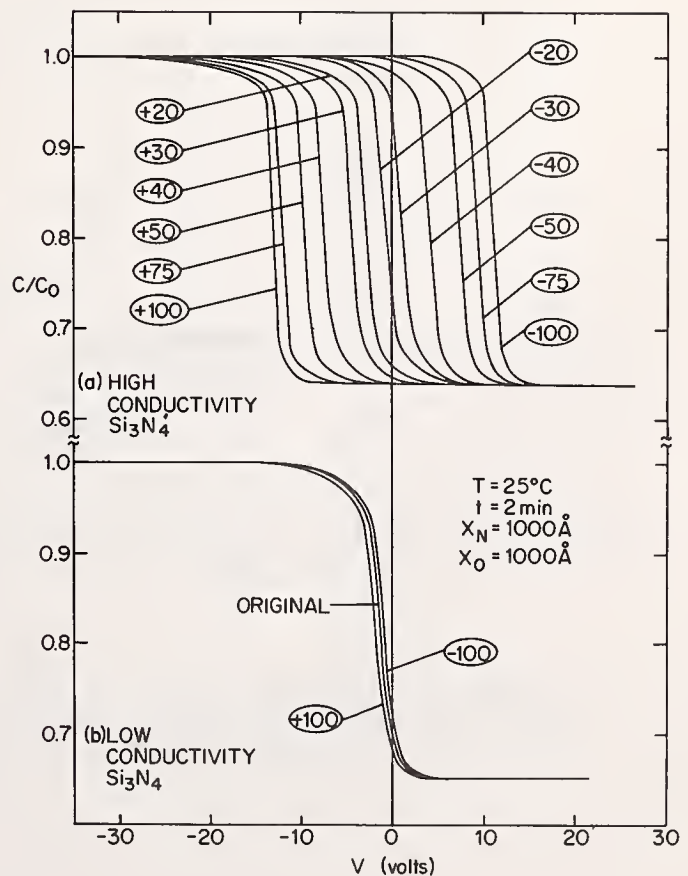 1.0
0.9
0.8
C/C₀
0.7
0.6
+20
+30
+40
+50
+75
+100
-20
-30
-40
-50
-75
-100
(a) HIGH
CONDUCTIVITY
Si₃N₄
1.0
0.9
0.8
0.7
T = 25°C
t = 2 min
X_N = 1000Å
X_O = 1000Å
ORIGINAL
-100
+100
(b) LOW
CONDUCTIVITY
Si₃N₄
-30
-20
-10
0
10
20
30
V (volts)